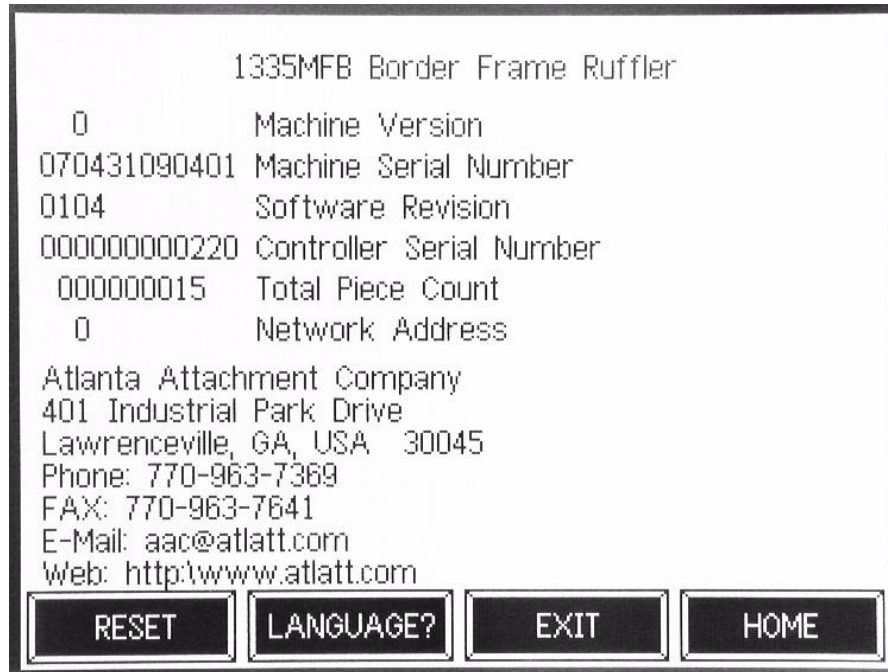 1335MFB Border Frame Ruffler
0 Machine Version
070431090401 Machine Serial Number
0104 Software Revision
000000000220 Controller Serial Number
000000015 Total Piece Count
0 Network Address
Atlanta Attachment Company
401 Industrial Park Drive
Lawrenceville, GA, USA 30045
Phone: 770-963-7369
FAX: 770-963-7641
E-Mail: aac@atlatt.com
Web: http:\www.atlatt.com
RESET LANGUAGE? EXIT HOME